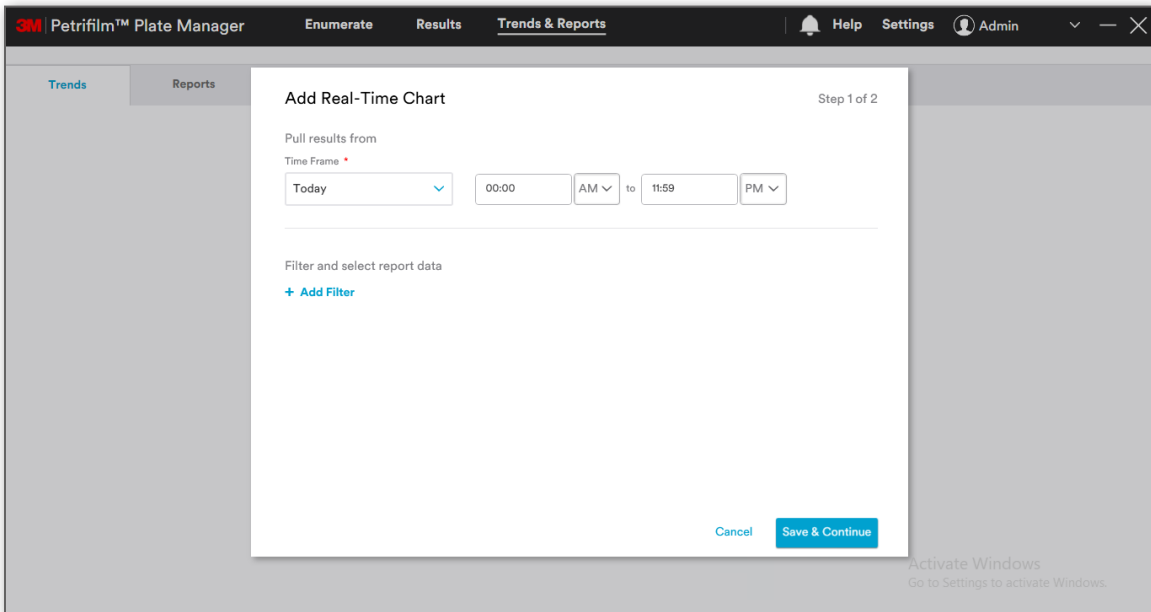 3M Petrifilm™ Plate Manager Enumerate Results Trends & Reports Help Settings Admin
Trends Reports
Add Real-Time Chart Step 1 of 2
Pull results from
Time Frame *
Today 00:00 AM to 11:59 PM
Filter and select report data
+ Add Filter
Cancel Save & Continue
Activate Windows
Go to Settings to activate Windows.